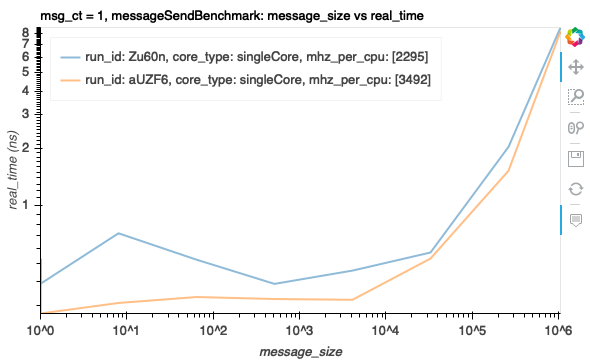 msg_ct = 1, messageSendBenchmark: message_size vs real_time
run_id: Zu60n, core_type: singleCore, mhz_per_cpu: [2295]
run_id: aUZF6, core_type: singleCore, mhz_per_cpu: [3492]
8
7
6
5
4
3
2
1
real_time (ns)
10^0 10^1 10^2 10^3 10^4 10^5 10^6
message_size